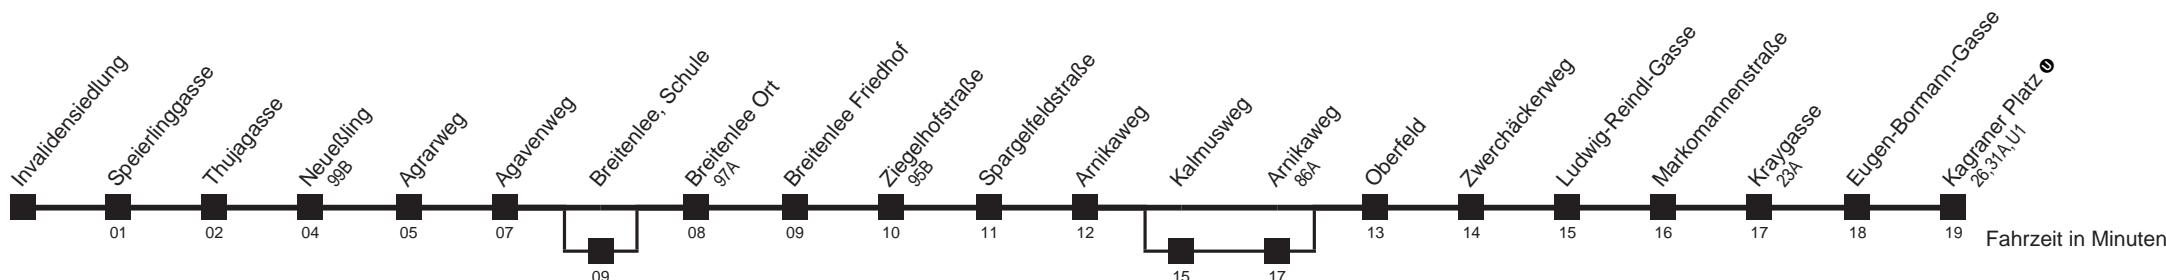 Invalidensiedlung
Speierlinggasse
Thujagasse
Neueßling
99B
Agrarweg
Agavenweg
Breitenlee, Schule
Breitenlee Ort
97A
Breitenlee Friedhof
Ziegelhofstraße
95B
Spargelfeldstraße
Arnikaweg
Kalmusweg
Arnikaweg
86A
Oberfeld
Zwerchäckerweg
Ludwig-Reindl-Gasse
Markomannenstraße
Kraygasse
23A
Eugen-Bormann-Gasse
Kagraner Platz U
26,31A,U1
01 02 04 05 07 08 09 10 11 12 13 14 15 16 17 18 19
Fahrzeit in Minuten
09 15 17